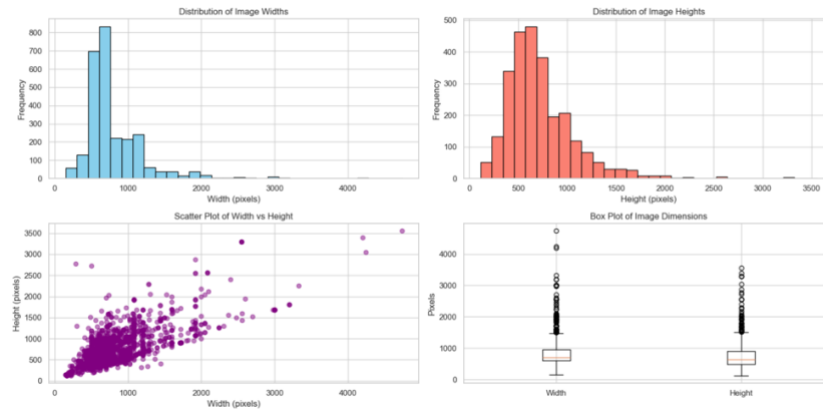 Distribution of Image Widths
Frequency
800
700
600
500
400
300
200
100
0
0 1000 2000 3000 4000
Width (pixels)
Distribution of Image Heights
Frequency
500
400
300
200
100
0
0 500 1000 1500 2000 2500 3000 3500
Height (pixels)
Scatter Plot of Width vs Height
Height (pixels)
3500
3000
2500
2000
1500
1000
500
0
0 1000 2000 3000 4000
Width (pixels)
Box Plot of Image Dimensions
Pixels
4000
3000
2000
1000
0
Width Height